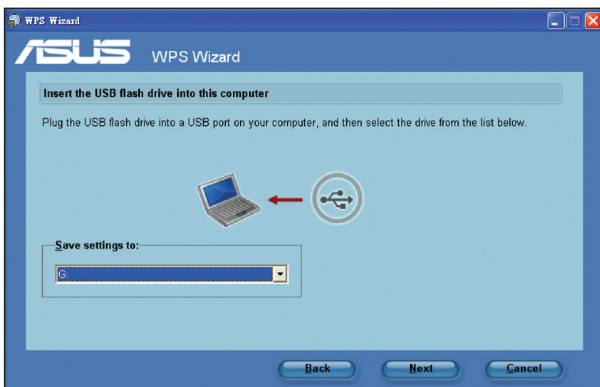 WPS Wizard
ASUS WPS Wizard
Insert the USB flash drive into this computer
Plug the USB flash drive into a USB port on your computer, and then select the drive from the list below.
Save settings to:
G:
Back Next Cancel